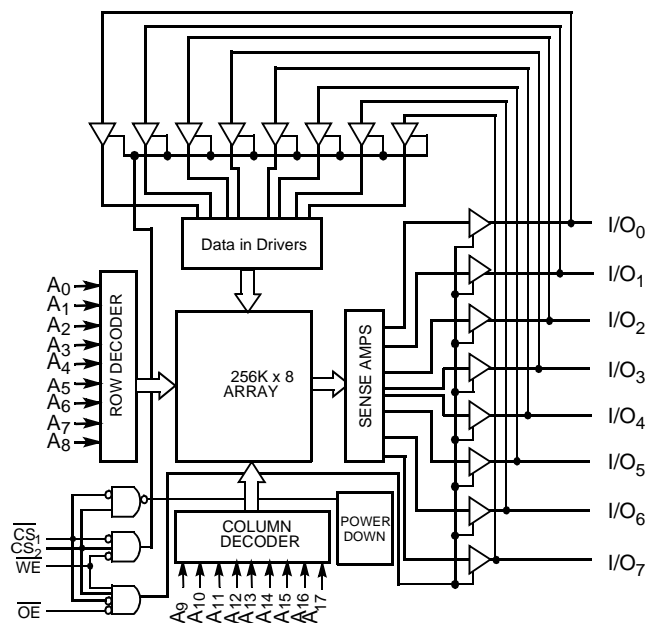 Data in Drivers
I/O0
I/O1
I/O2
I/O3
I/O4
I/O5
I/O6
I/O7
A0
A1
A2
A3
A4
A5
A6
A7
A8
ROW DECODER
256K x 8
ARRAY
SENSE AMPS
COLUMN
DECODER
POWER
DOWN
CS1
CS2
WE
OE
A9
A10
A11
A12
A13
A14
A15
A16
A17